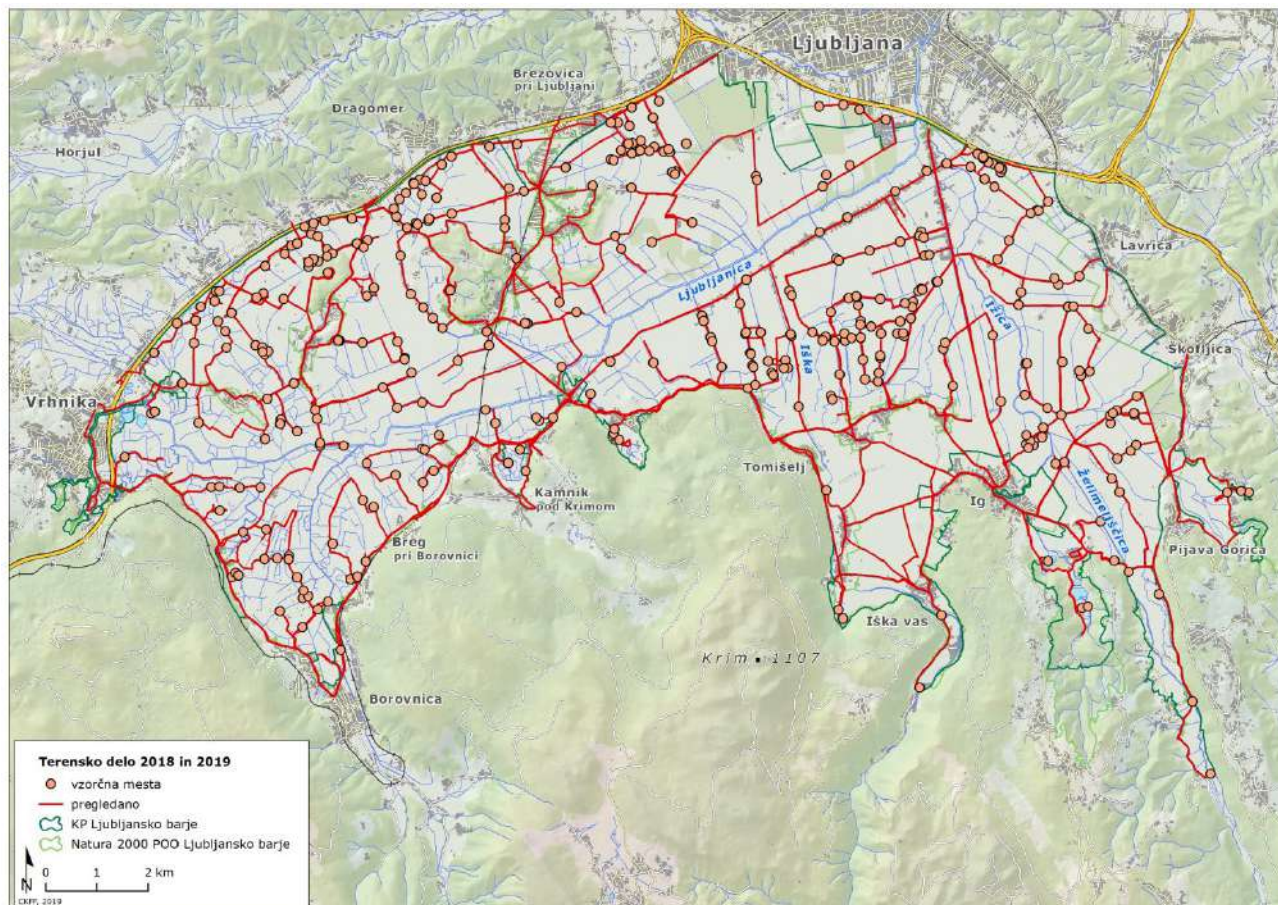 Ljubljana
Brezovica
pri Ljubljani
Dragomer
Horjul
Lavrica
Ljubljanica
Ižica
Škofljica
Iška
Vrhnika
Tomišelj
Ig
Želimeljščica
Kamnik
pod Krimom
Breg
pri Borovnici
Pijava Gorica
Iška vas
Krim • 1107
Borovnica
Terensko delo 2018 in 2019
vzorčna mesta
pregledano
KP Ljubljansko barje
Natura 2000 POO Ljubljansko barje
N
0 1 2 km
CKFF, 2019